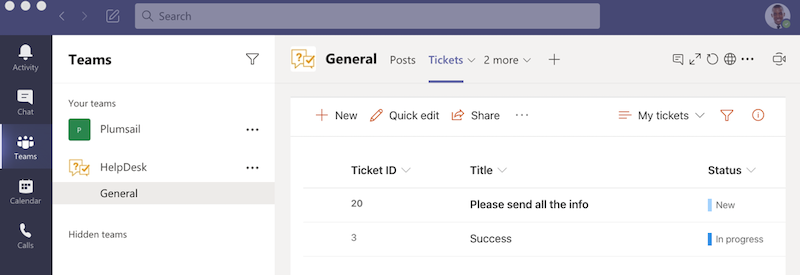 Search
Activity
Chat
Teams
Calendar
Calls
Teams
Your teams
P Plumsail
HelpDesk
General
Hidden teams
General Posts Tickets 2 more
New Quick edit Share My tickets
Ticket ID Title Status
20 Please send all the info New
3 Success In progress